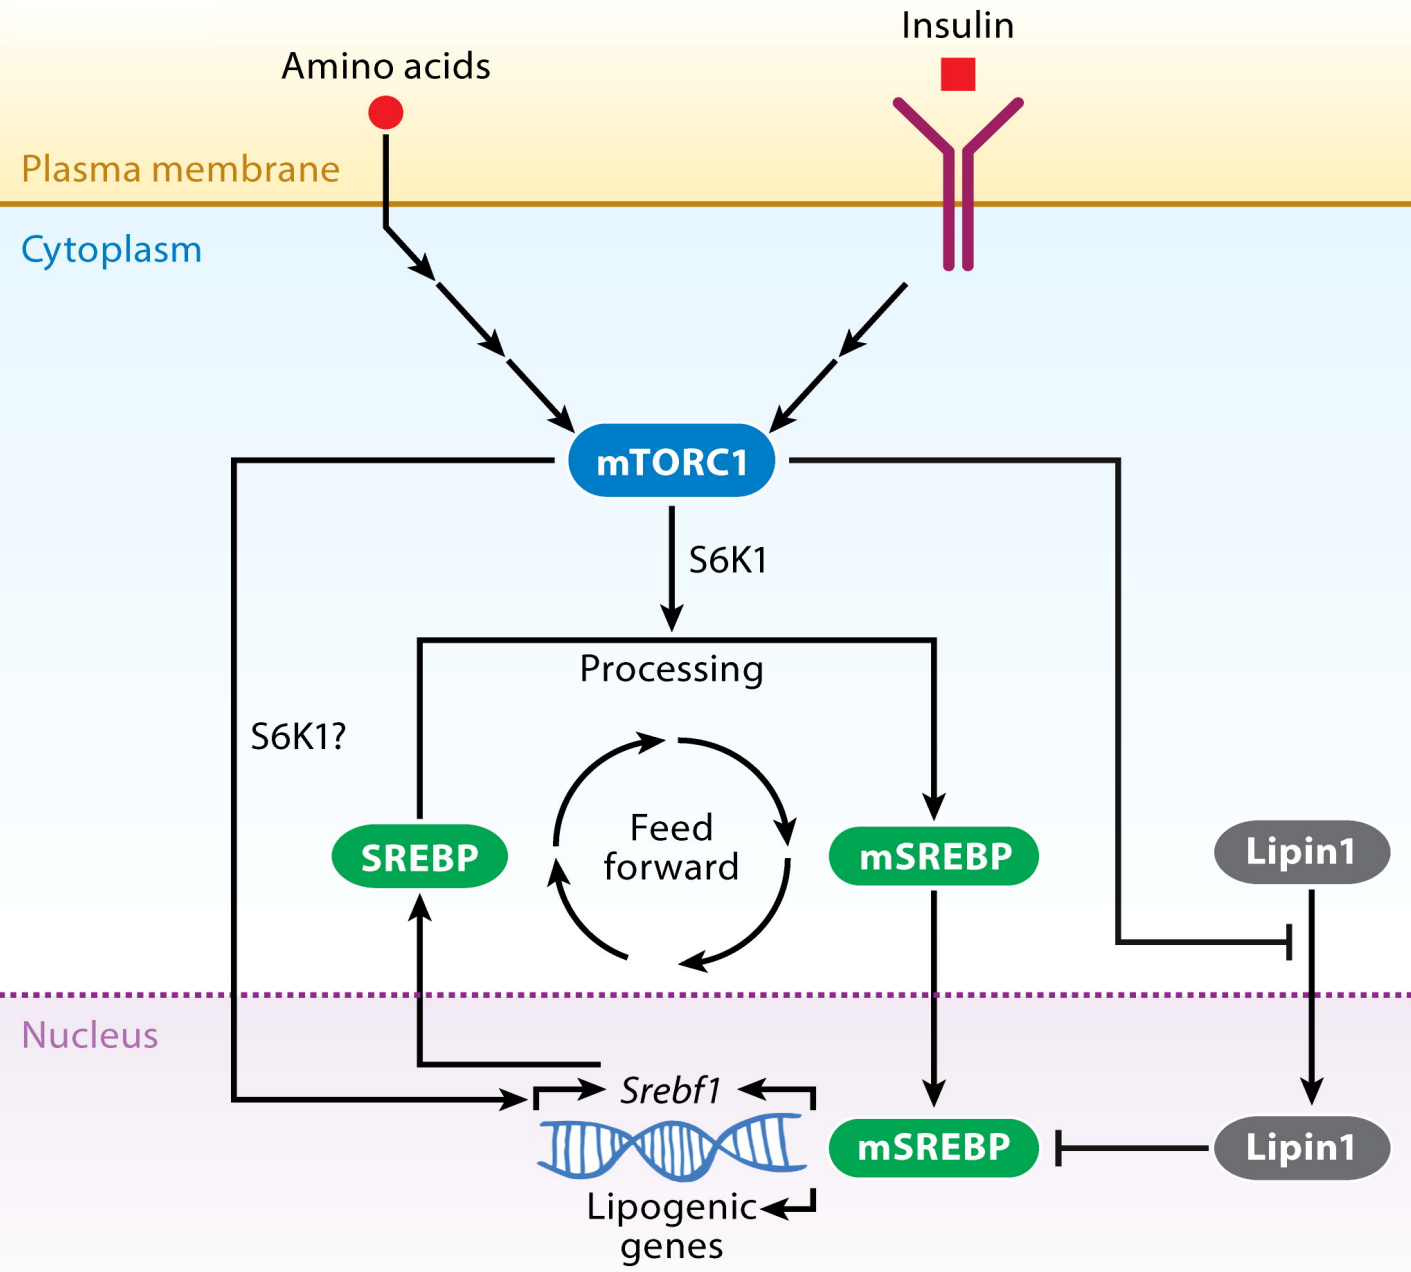 Insulin
Amino acids
Plasma membrane
Cytoplasm
mTORC1
S6K1
Processing
S6K1?
Feed
forward
SREBP
mSREBP
Lipin1
Nucleus
Srebf1
mSREBP
Lipin1
Lipogenic
genes